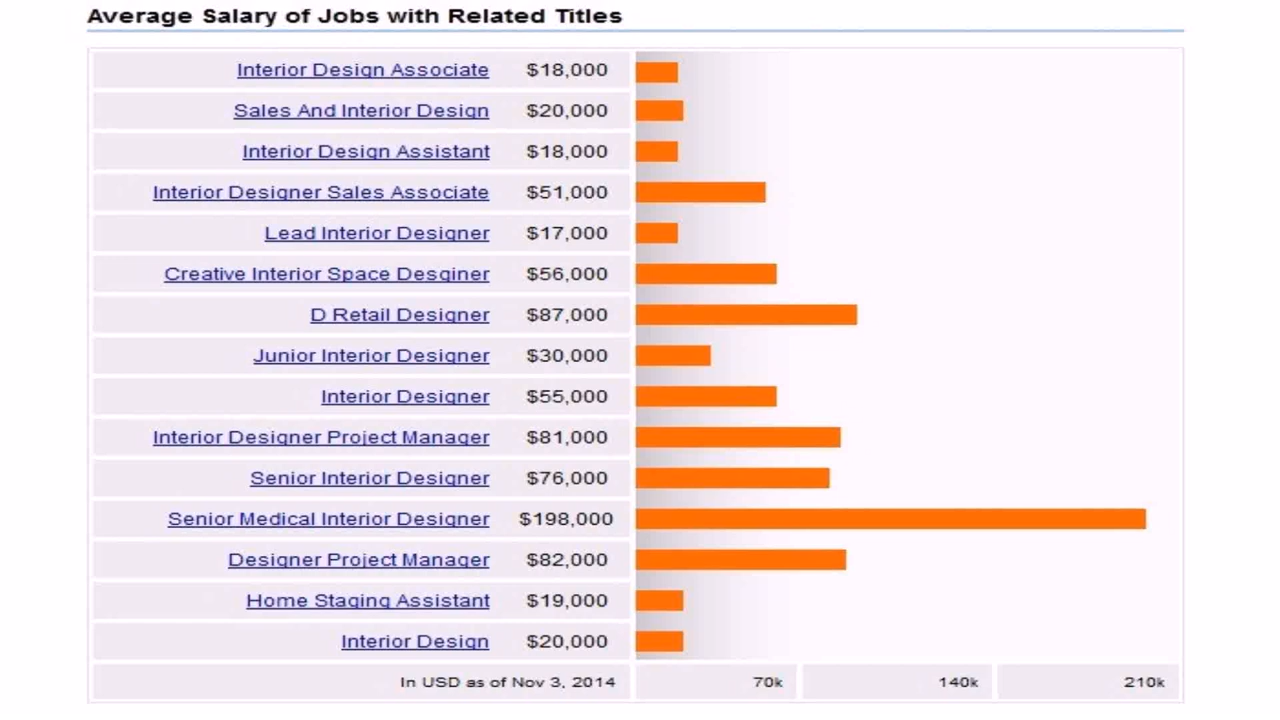 Average Salary of Jobs with Related Titles
Interior Design Associate $18,000
Sales And Interior Design $20,000
Interior Design Assistant $18,000
Interior Designer Sales Associate $51,000
Lead Interior Designer $17,000
Creative Interior Space Desginer $56,000
D Retail Designer $87,000
Junior Interior Designer $30,000
Interior Designer $55,000
Interior Designer Project Manager $81,000
Senior Interior Designer $76,000
Senior Medical Interior Designer $198,000
Designer Project Manager $82,000
Home Staging Assistant $19,000
Interior Design $20,000
In USD as of Nov 3, 2014 70k 140k 210k